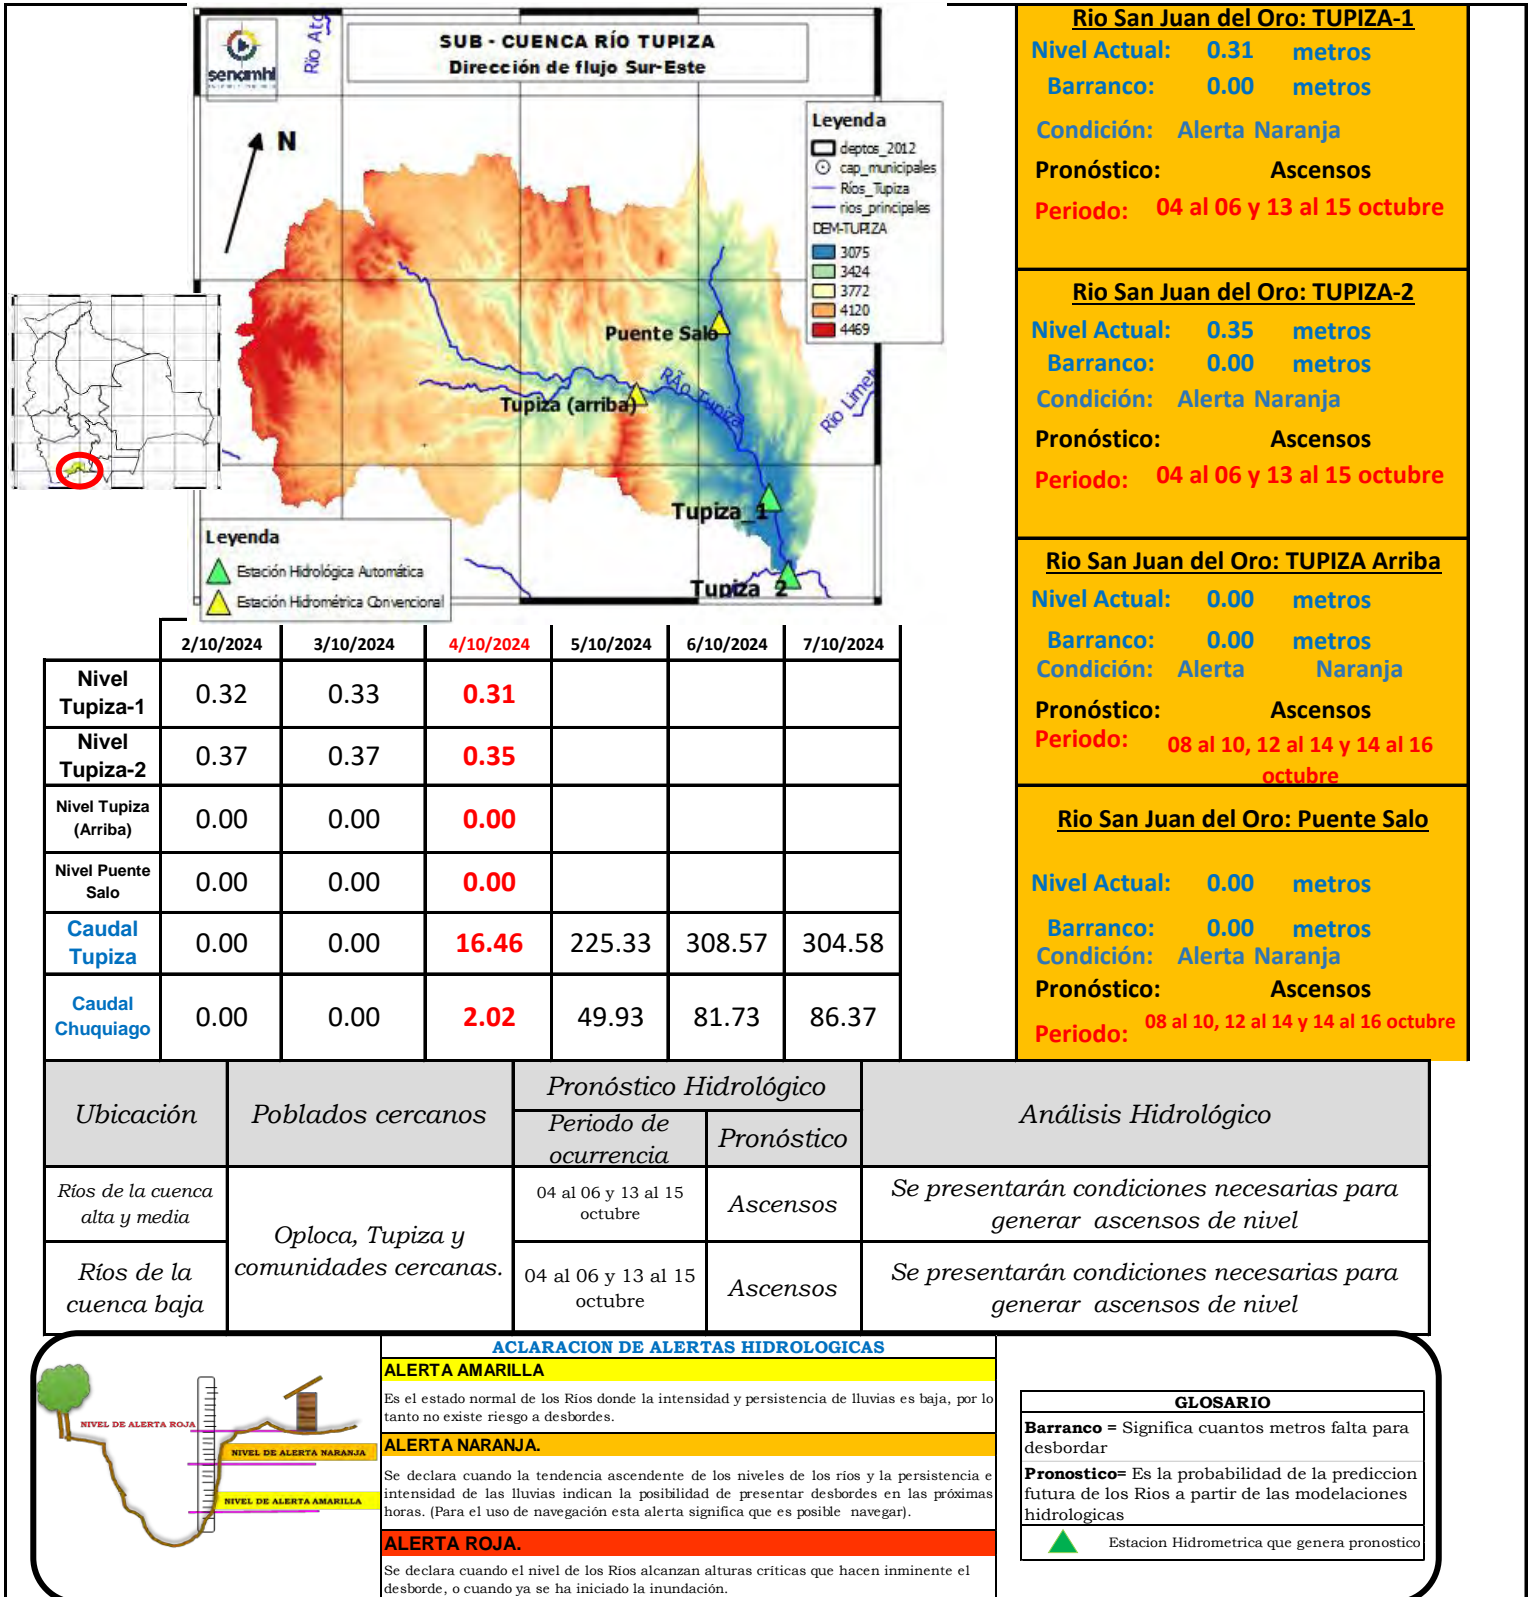 senamhi
Rio Ato
SUB - CUENCA RÍO TUPIZA
Dirección de flujo Sur-Este
N
Leyenda
deptos_2012
cap_municipales
Ríos_Tupiza
rios_principales
DEM-TUPIZA
3075
3424
3772
4120
4469
Puente Salo
RÃo Tupiza
Tupiza (arriba)
Rio Limet
Tupiza_1
Tupiza_2
Leyenda
Estación Hidrológica Automática
Estación Hidrométrica Convencional
Rio San Juan del Oro: TUPIZA-1
Nivel Actual: 0.31 metros
Barranco: 0.00 metros
Condición: Alerta Naranja
Pronóstico: Ascensos
Periodo: 04 al 06 y 13 al 15 octubre
Rio San Juan del Oro: TUPIZA-2
Nivel Actual: 0.35 metros
Barranco: 0.00 metros
Condición: Alerta Naranja
Pronóstico: Ascensos
Periodo: 04 al 06 y 13 al 15 octubre
Rio San Juan del Oro: TUPIZA Arriba
Nivel Actual: 0.00 metros
Barranco: 0.00 metros
Condición: Alerta Naranja
Pronóstico: Ascensos
Periodo: 08 al 10, 12 al 14 y 14 al 16
octubre
Rio San Juan del Oro: Puente Salo
Nivel Actual: 0.00 metros
Barranco: 0.00 metros
Condición: Alerta Naranja
Pronóstico: Ascensos
Periodo: 08 al 10, 12 al 14 y 14 al 16 octubre
2/10/2024 3/10/2024 4/10/2024 5/10/2024 6/10/2024 7/10/2024
Nivel
Tupiza-1 0.32 0.33 0.31
Nivel
Tupiza-2 0.37 0.37 0.35
Nivel Tupiza
(Arriba) 0.00 0.00 0.00
Nivel Puente
Salo 0.00 0.00 0.00
Caudal
Tupiza 0.00 0.00 16.46 225.33 308.57 304.58
Caudal
Chuquiago 0.00 0.00 2.02 49.93 81.73 86.37
Ubicación Poblados cercanos Pronóstico Hidrológico Análisis Hidrológico
Periodo de
ocurrencia Pronóstico
Ríos de la cuenca
alta y media
Oploca, Tupiza y
comunidades cercanas.
04 al 06 y 13 al 15
octubre
Ascensos
Se presentarán condiciones necesarias para
generar ascensos de nivel
Ríos de la
cuenca baja
04 al 06 y 13 al 15
octubre
Ascensos
Se presentarán condiciones necesarias para
generar ascensos de nivel
NIVEL DE ALERTA ROJA
NIVEL DE ALERTA NARANJA
NIVEL DE ALERTA AMARILLA
ACLARACION DE ALERTAS HIDROLOGICAS
ALERTA AMARILLA
Es el estado normal de los Ríos donde la intensidad y persistencia de lluvias es baja, por lo
tanto no existe riesgo a desbordes.
ALERTA NARANJA.
Se declara cuando la tendencia ascendente de los niveles de los ríos y la persistencia e
intensidad de las lluvias indican la posibilidad de presentar desbordes en las próximas
horas. (Para el uso de navegación esta alerta significa que es posible navegar).
ALERTA ROJA.
Se declara cuando el nivel de los Ríos alcanzan alturas críticas que hacen inminente el
desborde, o cuando ya se ha iniciado la inundación.
GLOSARIO
Barranco = Significa cuantos metros falta para
desbordar
Pronostico= Es la probabilidad de la prediccion
futura de los Rios a partir de las modelaciones
hidrologicas
Estacion Hidrometrica que genera pronostico